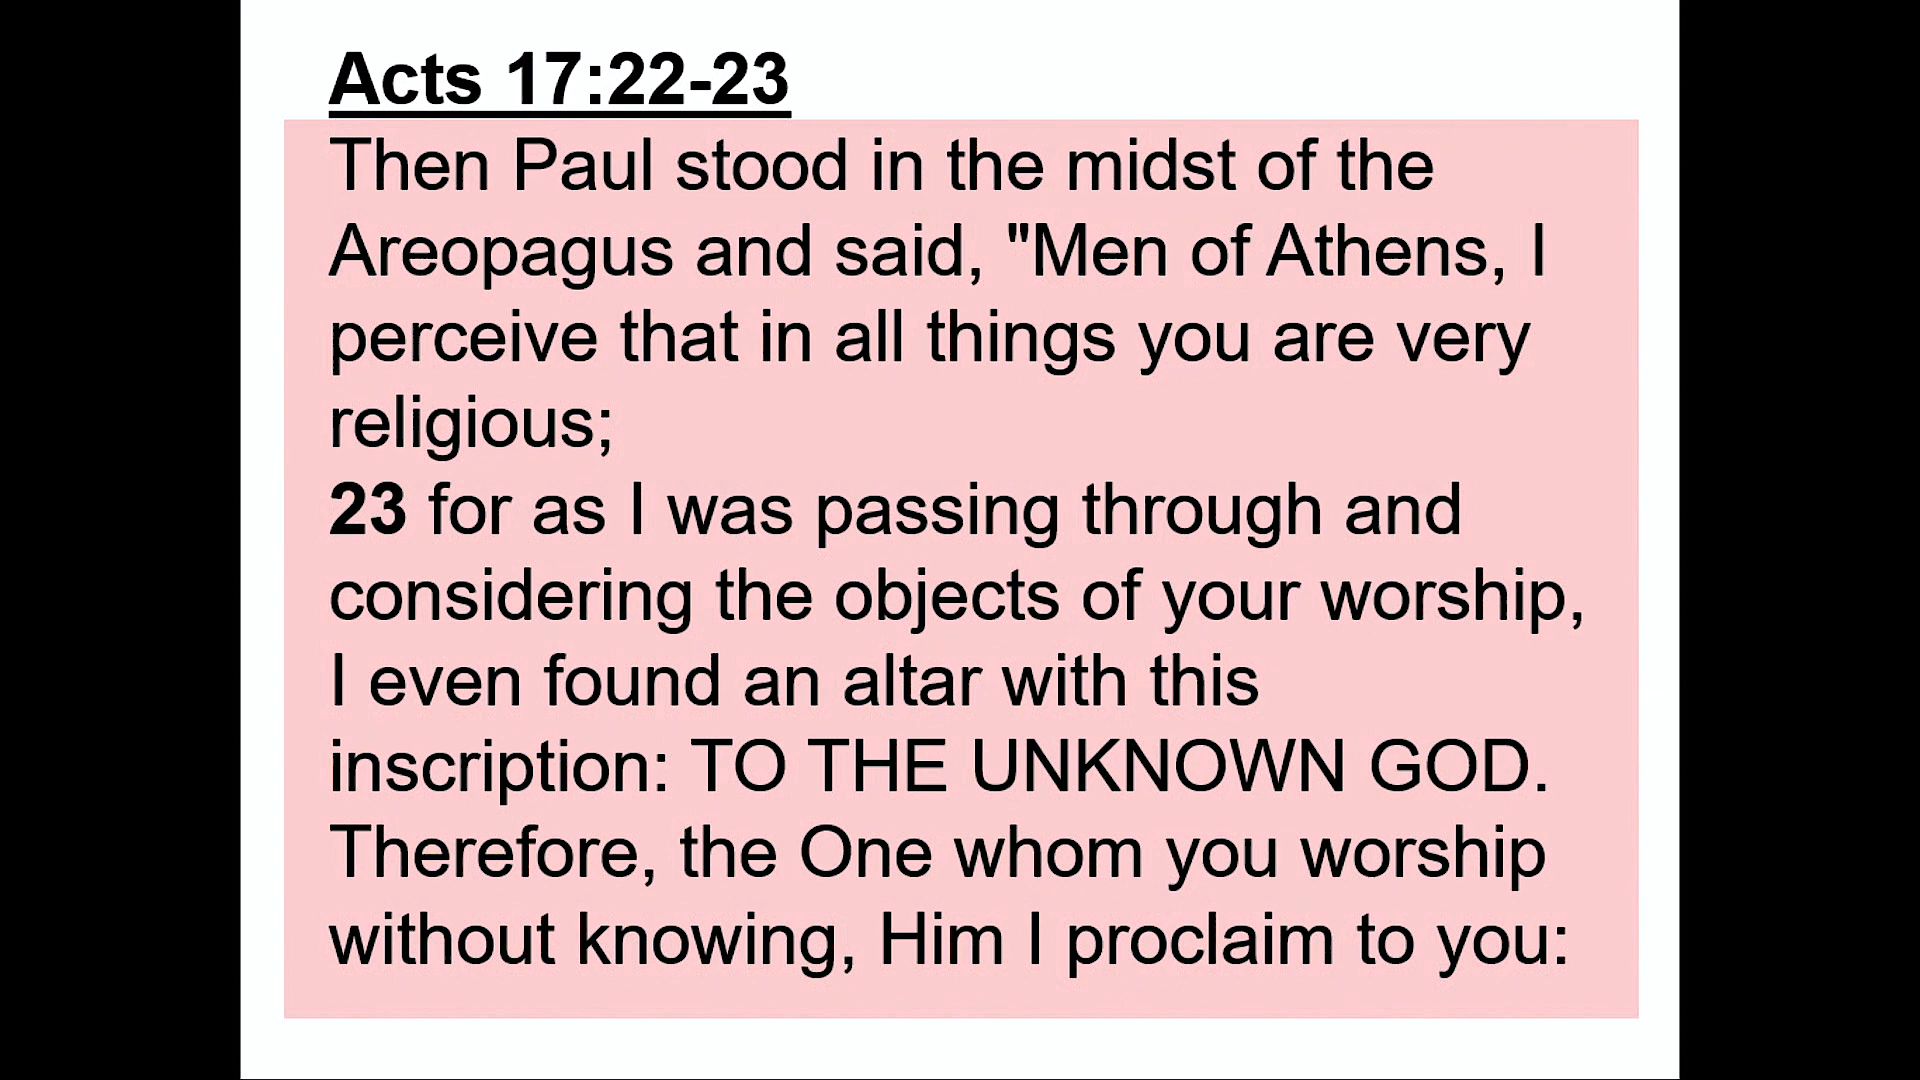 Acts 17:22-23
Then Paul stood in the midst of the
Areopagus and said, "Men of Athens, I
perceive that in all things you are very
religious;
23 for as I was passing through and
considering the objects of your worship,
I even found an altar with this
inscription: TO THE UNKNOWN GOD.
Therefore, the One whom you worship
without knowing, Him I proclaim to you: